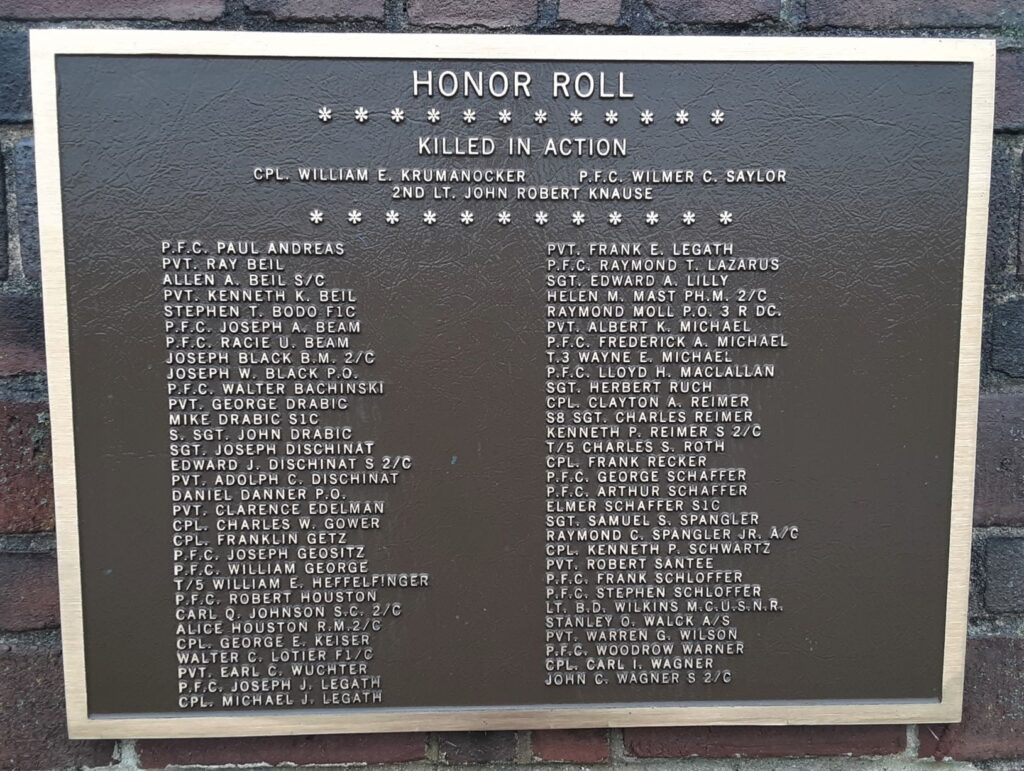 HONOR ROLL
* * * * * * * * * * * *
KILLED IN ACTION
CPL. WILLIAM E. KRUMANOCKER P.F.C. WILMER C. SAYLOR
2ND LT. JOHN ROBERT KNAUSE
* * * * * * * * * * * *
P.F.C. PAUL ANDREAS
PVT. RAY BEIL
ALLEN A. BEIL S/C
PVT. KENNETH K. BEIL
STEPHEN T. BODO F1C
P.F.C. JOSEPH A. BEAM
P.F.C. RACIE U. BEAM
JOSEPH BLACK B.M. 2/C
JOSEPH W. BLACK P.O.
P.F.C. WALTER BACHINSKI
PVT. GEORGE DRABIC
MIKE DRABIC S1C
S. SGT. JOHN DRABIC
SGT. JOSEPH DISCHINAT
EDWARD J. DISCHINAT S 2/C
PVT. ADOLPH C. DISCHINAT
DANIEL DANNER P.O.
PVT. CLARENCE EDELMAN
CPL. CHARLES W. GOWER
CPL. FRANKLIN GETZ
P.F.C. JOSEPH GEOSITZ
P.F.C. WILLIAM GEORGE
T/5 WILLIAM E. HEFFELFINGER
P.F.C. ROBERT HOUSTON
CARL Q. JOHNSON S.C. 2/C
ALICE HOUSTON R.M.2/C
CPL. GEORGE E. KEISER
WALTER C. LOTIER F1/C
PVT. EARL C. WUCHTER
P.F.C. JOSEPH J. LEGATH
CPL. MICHAEL J. LEGATH
PVT. FRANK E. LEGATH
P.F.C. RAYMOND T. LAZARUS
SGT. EDWARD A. LILLY
HELEN M. MAST PH.M. 2/C
RAYMOND MOLL P.O. 3 R DC.
PVT. ALBERT K. MICHAEL
P.F.C. FREDERICK A. MICHAEL
T.3 WAYNE E. MICHAEL
P.F.C. LLOYD H. MACLALLAN
SGT. HERBERT RUCH
CPL. CLAYTON A. REIMER
S8 SGT. CHARLES REIMER
KENNETH P. REIMER S 2/C
T/5 CHARLES S. ROTH
CPL. FRANK RECKER
P.F.C. GEORGE SCHAFFER
P.F.C. ARTHUR SCHAFFER
ELMER SCHAFFER S1C
SGT. SAMUEL S. SPANGLER
RAYMOND C. SPANGLER JR. A/C
CPL. KENNETH P. SCHWARTZ
PVT. ROBERT SANTEE
P.F.C. FRANK SCHLOFFER
P.F.C. STEPHEN SCHLOFFER
LT. B.D. WILKINS M.C.U.S.N.R.
STANLEY O. WALCK A/S
PVT. WARREN G. WILSON
P.F.C. WOODROW WARNER
CPL. CARL I. WAGNER
JOHN C. WAGNER S 2/C